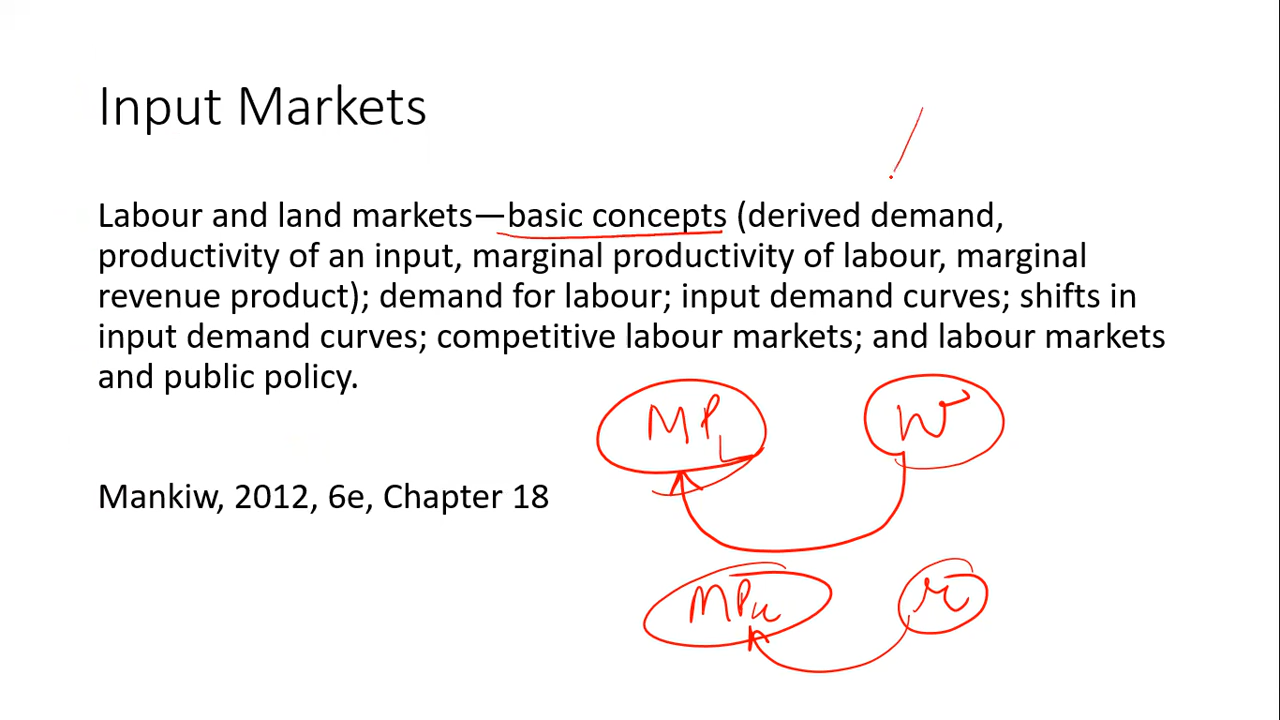 Input Markets
Labour and land markets—basic concepts (derived demand,
productivity of an input, marginal productivity of labour, marginal
revenue product); demand for labour; input demand curves; shifts in
input demand curves; competitive labour markets; and labour markets
and public policy.
MPL W
Mankiw, 2012, 6e, Chapter 18
MPK r